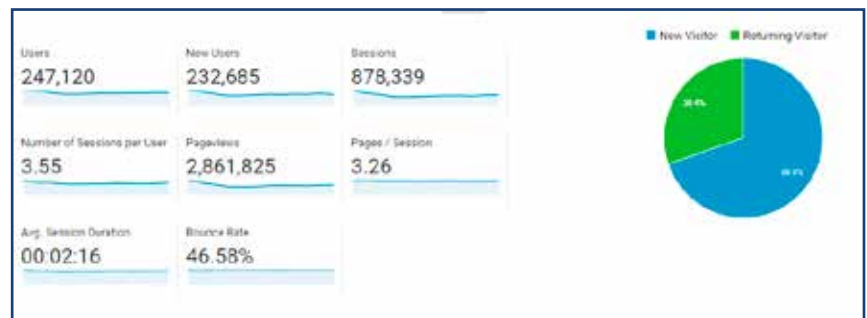 New Visitor Returning Visitor
Users New Users Sessions
247,120 232,685 878,339
Number of Sessions per User Pageviews Pages / Session
3.55 2,861,825 3.26
Avg. Session Duration Bounce Rate
00:02:16 46.58%